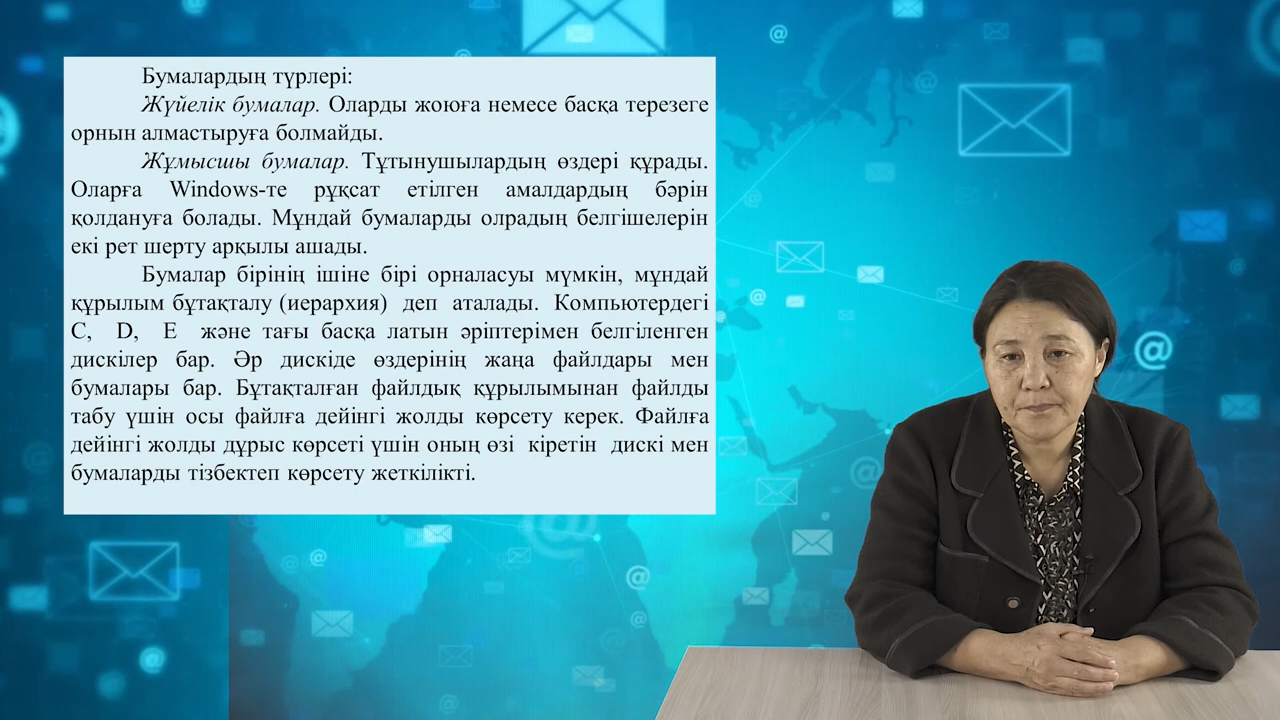 Бумалардың түрлері:
Жүйелік бумалар. Оларды жоюға немесе басқа терезеге
орнын алмастыруға болмайды.
Жұмысшы бумалар. Тұтынушылардың өздері құрады.
Оларға Windows-те рұқсат етілген амалдардың бәрін
қолдануға болады. Мұндай бумаларды олрадың белгішелерін
екі рет шерту арқылы ашады.
Бумалар бірінің ішіне бірі орналасуы мүмкін, мұндай
құрылым бұтақталу (иерархия) деп аталады. Компьютердегі
C, D, E және тағы басқа латын әріптерімен белгіленген
дискілер бар. Әр дискіде өздерінің жаңа файлдары мен
бумалары бар. Бұтақталған файлдық құрылымынан файлды
табу үшін осы файлға дейінгі жолды көрсету керек. Файлға
дейінгі жолды дұрыс көрсеті үшін оның өзі кіретін дискі мен
бумаларды тізбектеп көрсету жеткілікті.